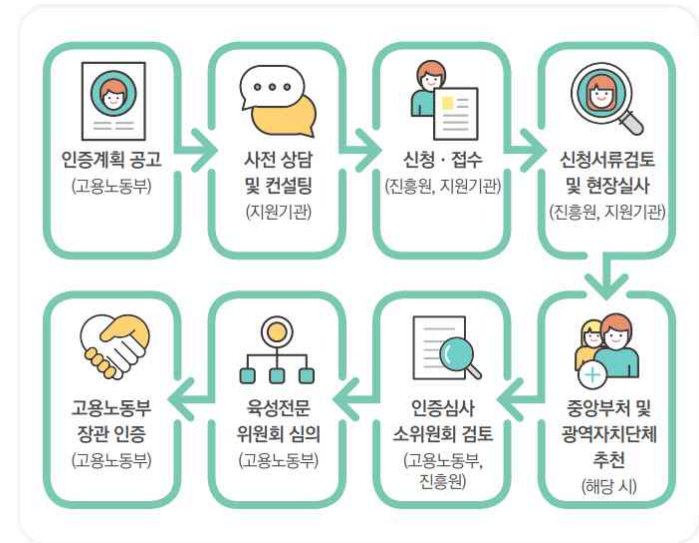 인증계획 공고
(고용노동부)
사전 상담
및 컨설팅
(지원기관)
신청 · 접수
(진흥원, 지원기관)
신청서류검토
및 현장실사
(진흥원, 지원기관)
중앙부처 및
광역자치단체
추천
(해당 시)
인증심사
소위원회 검토
(고용노동부,
진흥원)
육성전문
위원회 심의
(고용노동부)
고용노동부
장관 인증
(고용노동부)